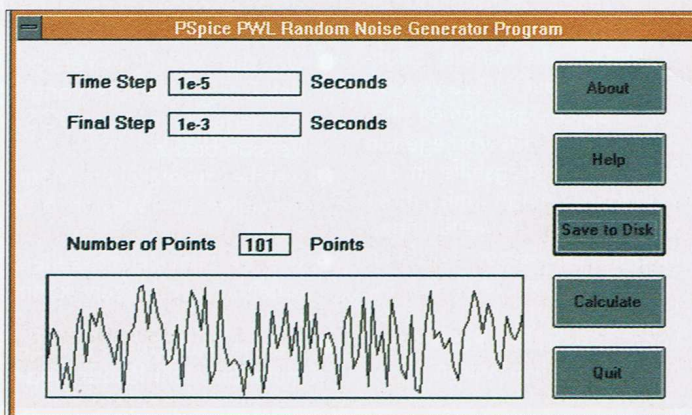 PSpice PWL Random Noise Generator Program
Time Step 1e-5 Seconds
Final Step 1e-3 Seconds
Number of Points 101 Points
About
Help
Save to Disk
Calculate
Quit